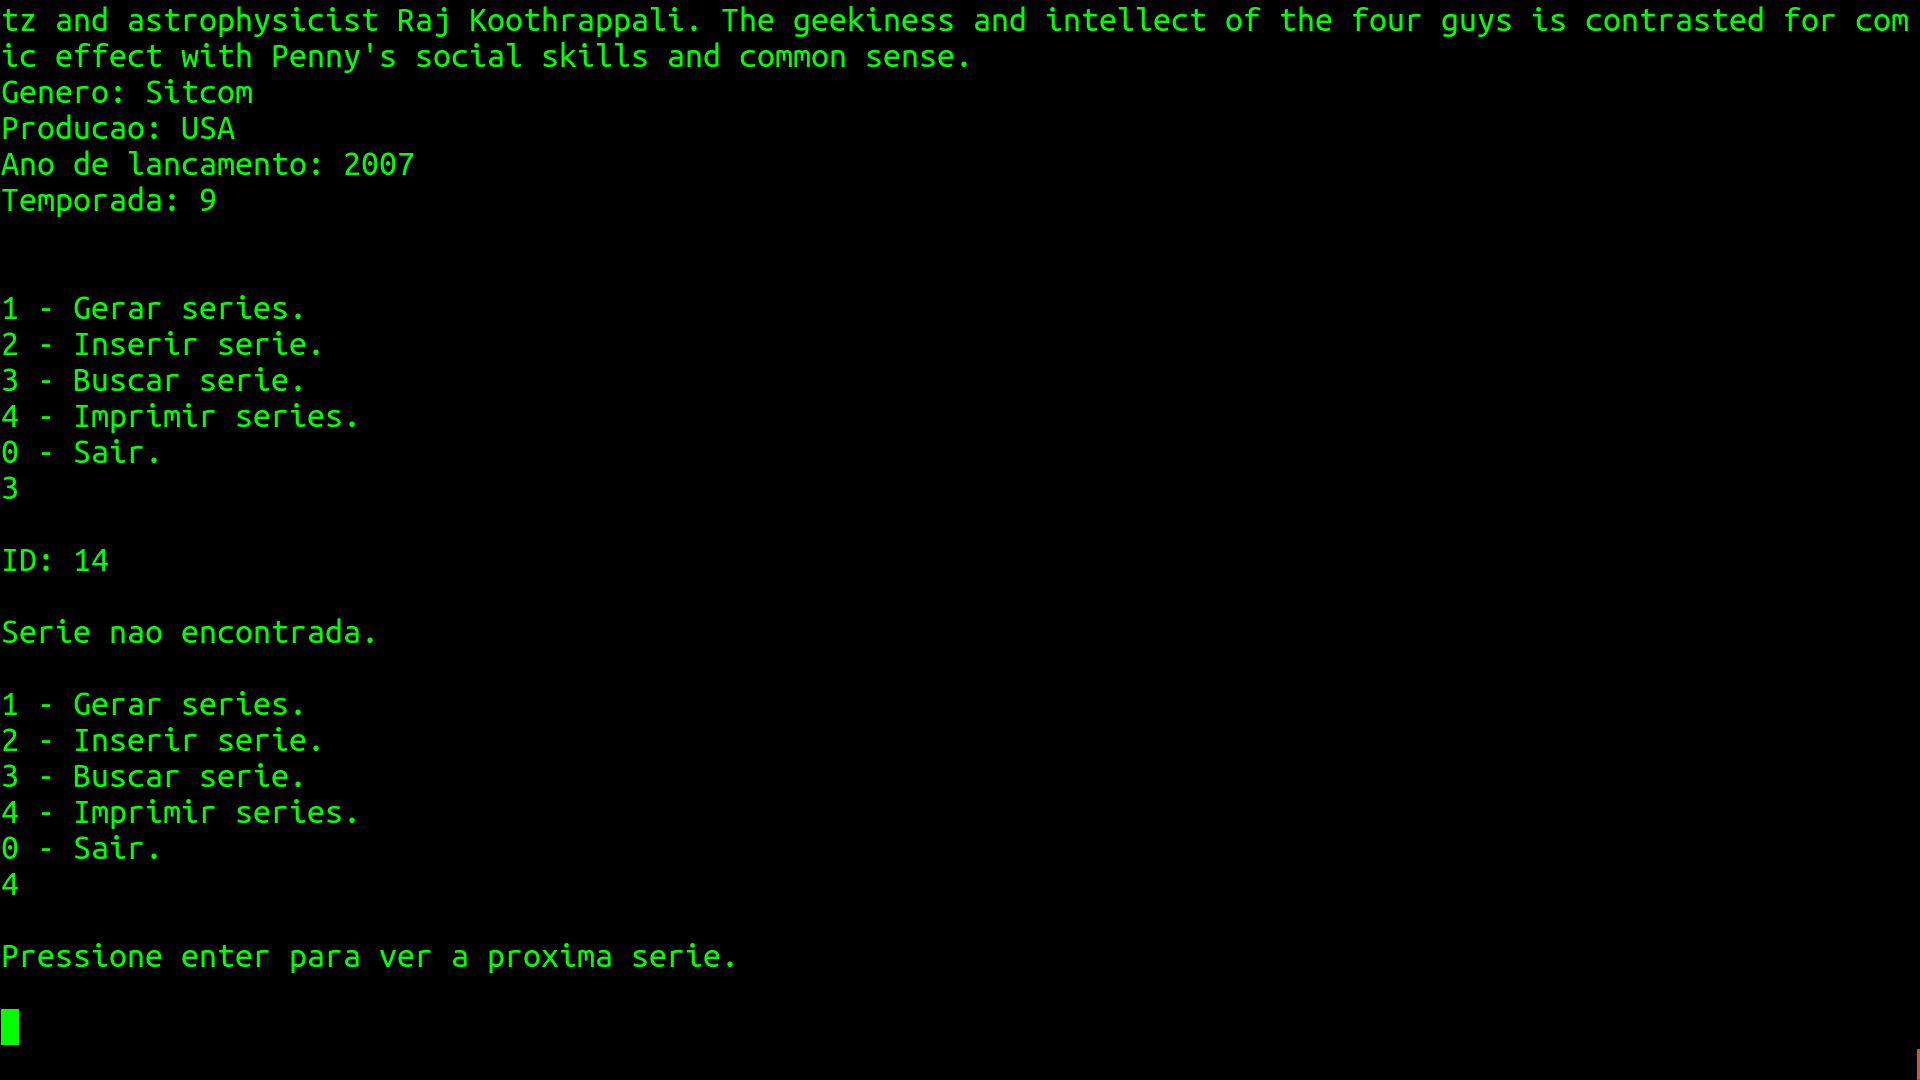 tz and astrophysicist Raj Koothrappali. The geekiness and intellect of the four guys is contrasted for com
ic effect with Penny's social skills and common sense.
Genero: Sitcom
Producao: USA
Ano de lancamento: 2007
Temporada: 9
1 - Gerar series.
2 - Inserir serie.
3 - Buscar serie.
4 - Imprimir series.
0 - Sair.
3
ID: 14
Serie nao encontrada.
1 - Gerar series.
2 - Inserir serie.
3 - Buscar serie.
4 - Imprimir series.
0 - Sair.
4
Pressione enter para ver a proxima serie.